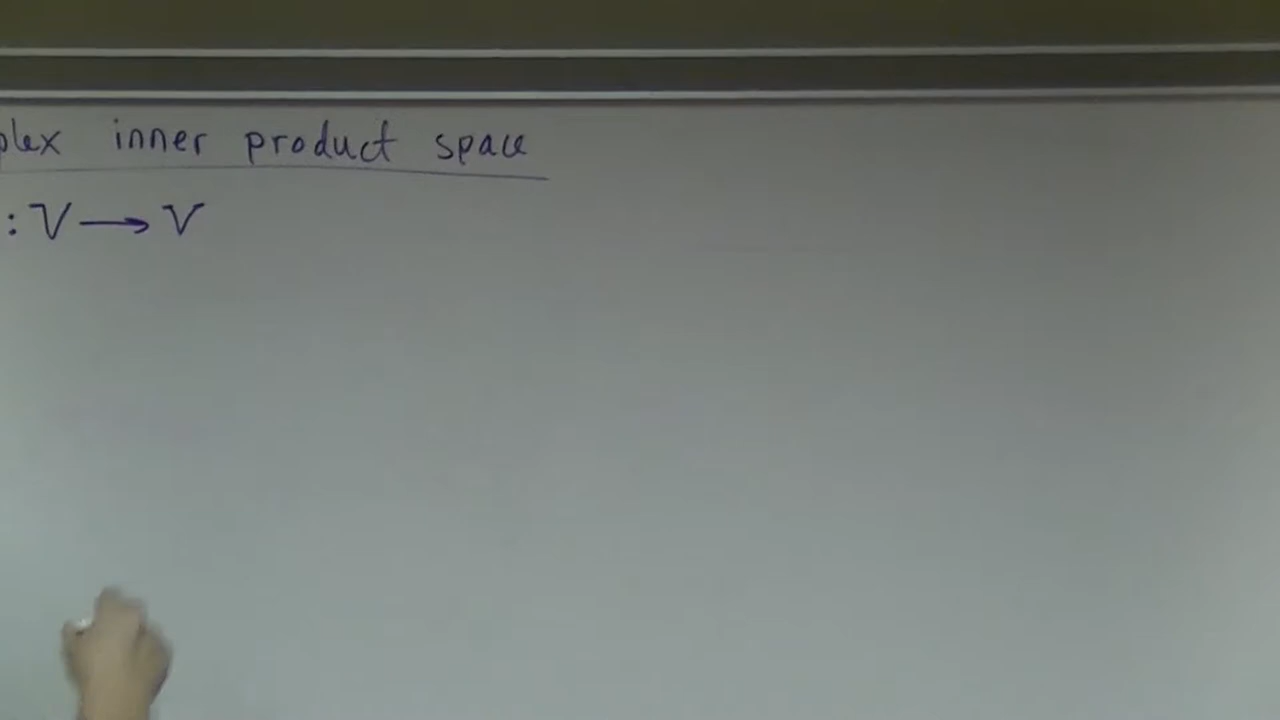 plex inner product space
: V → V